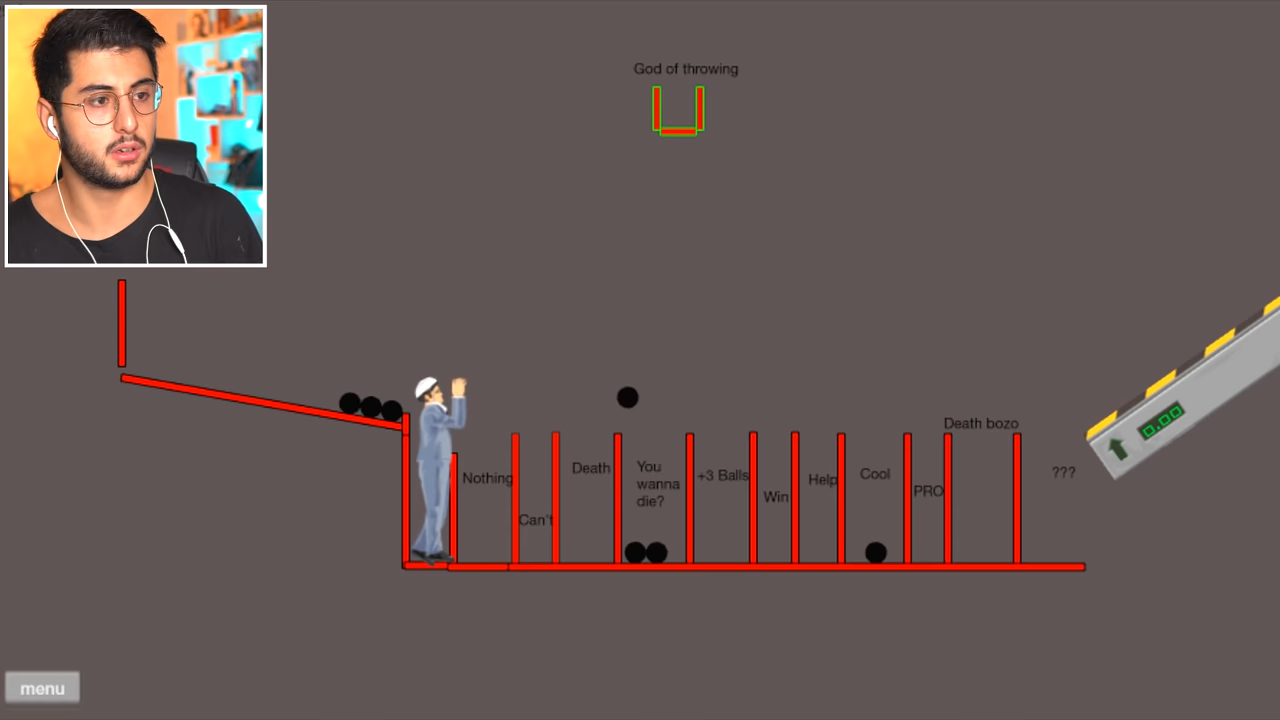 God of throwing
Death bozo
0.00
Nothing
Death
You
wanna
die?
+3 Balls
Win
Help
Cool
PRO
???
Can't
menu